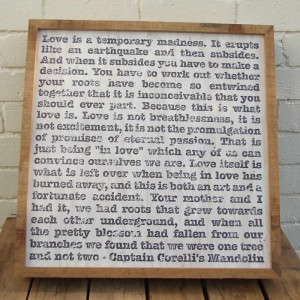 Love is a temporary madness. It erupts
like an earthquake and then subsides.
And when it subsides you have to make a
decision. You have to work out whether
your roots have become so entwined
together that it is inconceivable that you
should ever part. Because this is what
love is. Love is not breathlessness, it is
not excitement, it is not the promulgation
of promises of eternal passion. That is
just being "in love" which any of us can
convince ourselves we are. Love itself is
what is left over when being in love has
burned away, and this is both an art and a
fortunate accident. Your mother and I
had it, we had roots that grew towards
each other underground, and when all
the pretty blossom had fallen from our
branches we found that we were one tree
and not two - Captain Corelli's Mandolin